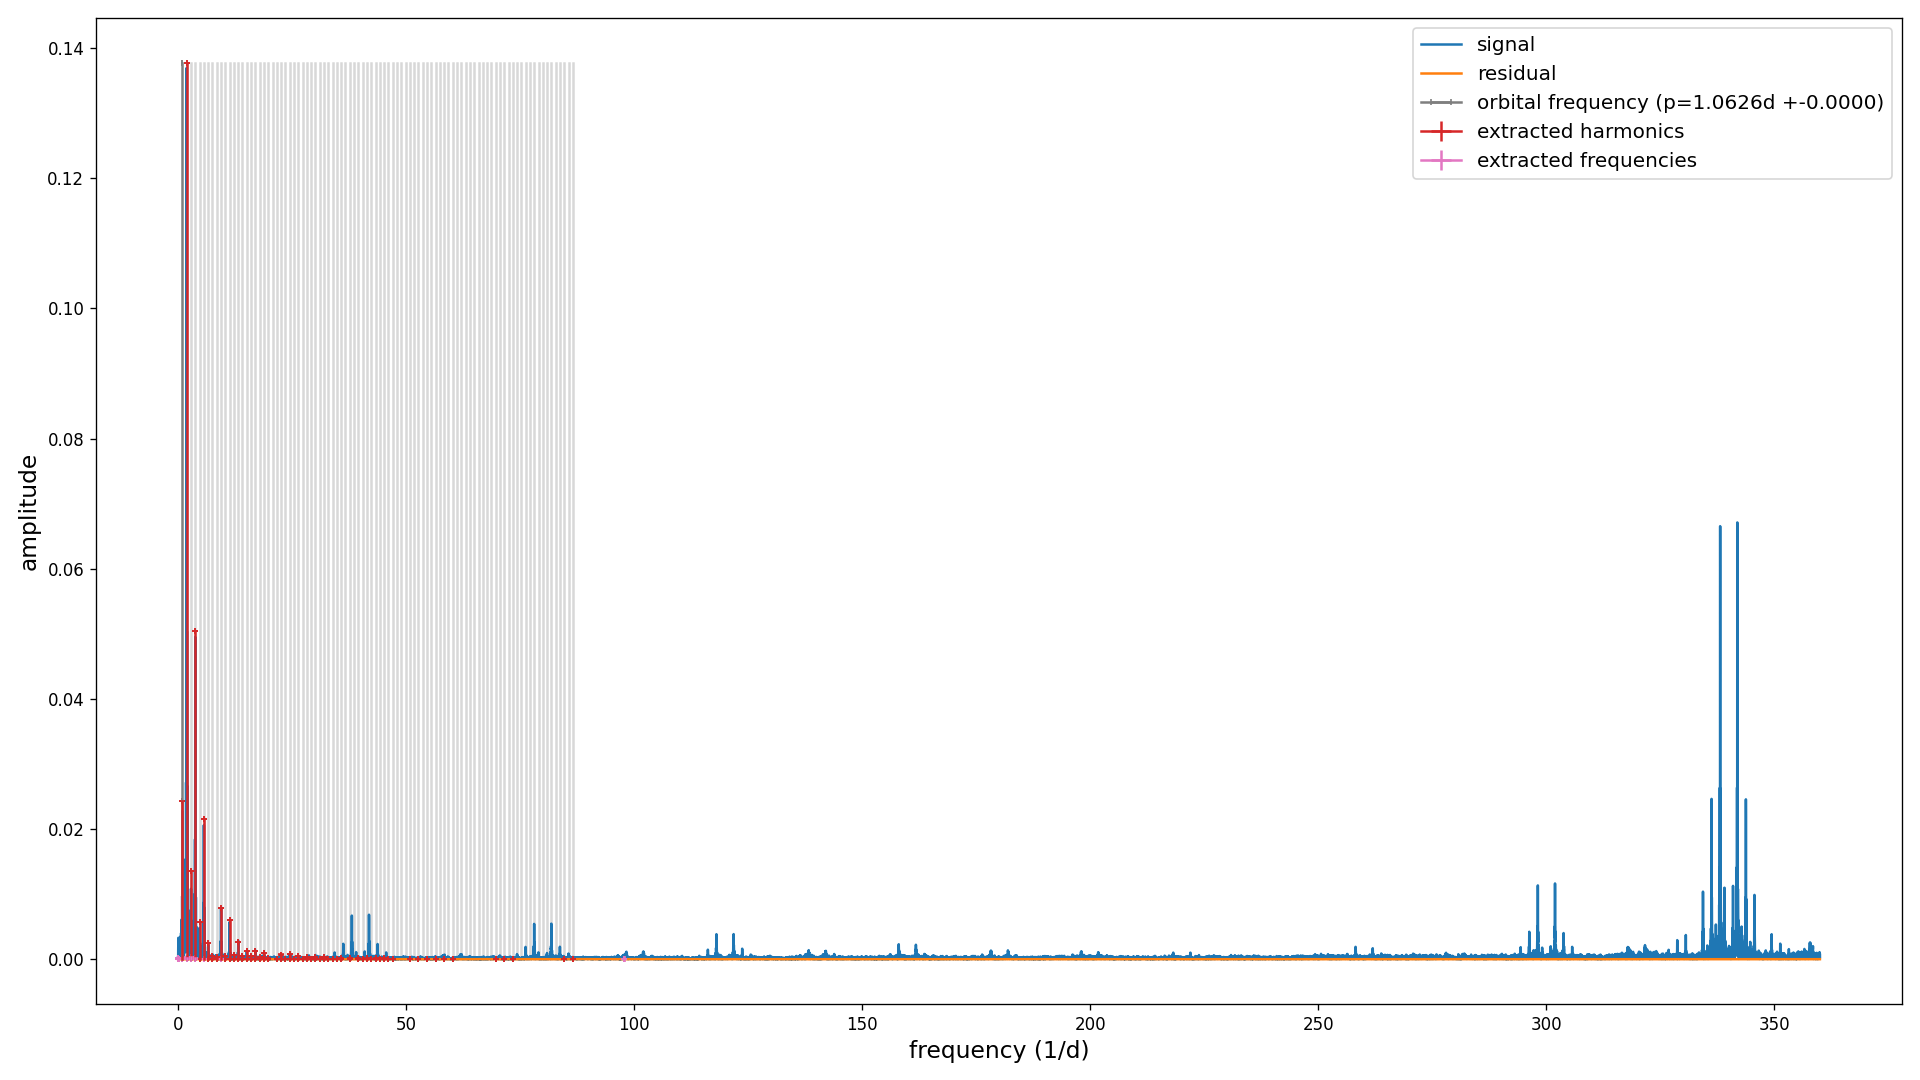 signal
residual
orbital frequency (p=1.0626d +-0.0000)
extracted harmonics
extracted frequencies
amplitude
0.14
0.12
0.10
0.08
0.06
0.04
0.02
0.00
0 50 100 150 200 250 300 350
frequency (1/d)